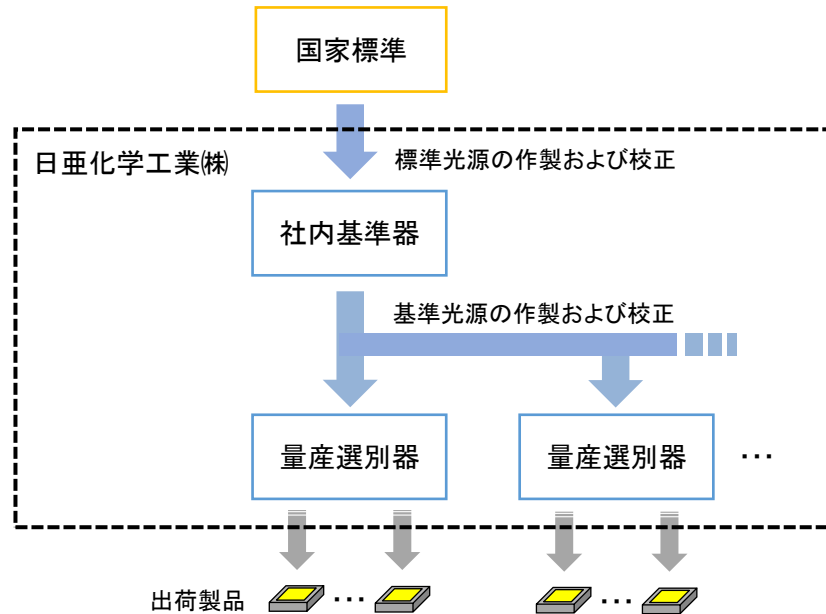 国家標準
日亜化学工業㈱
標準光源の作製および校正
社内基準器
基準光源の作製および校正
量産選別器
量産選別器
…
出荷製品
…
…